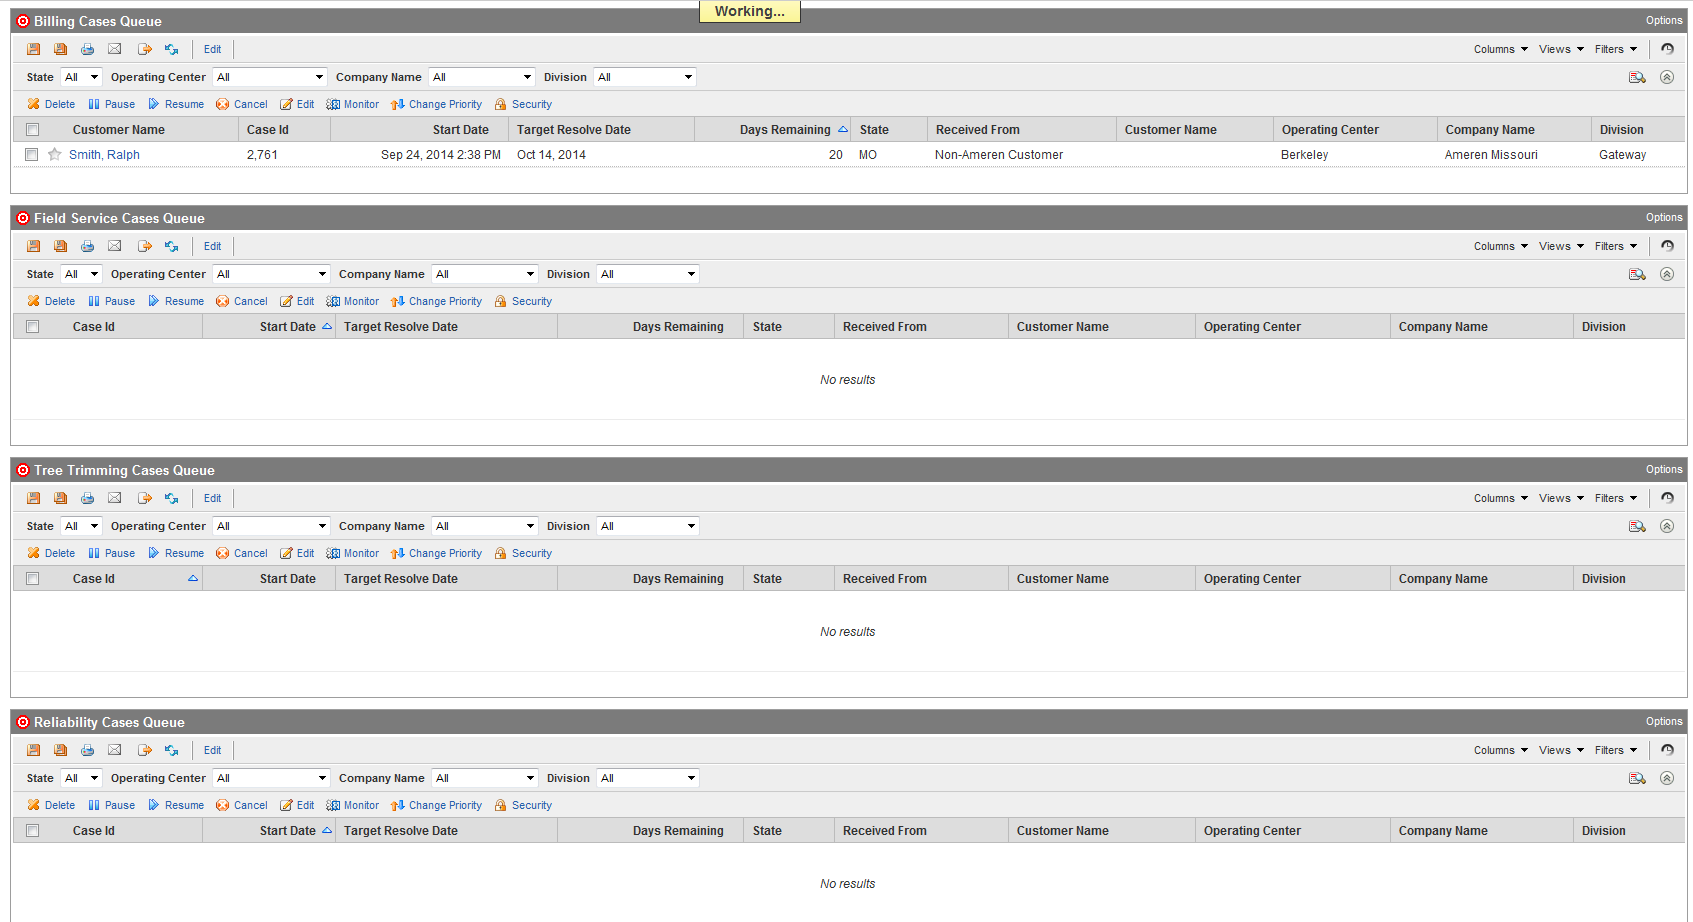 Working...
Billing Cases Queue Options
Edit Columns Views Filters
State All Operating Center All Company Name All Division All
Delete Pause Resume Cancel Edit Monitor Change Priority Security
Customer Name Case Id Start Date Target Resolve Date Days Remaining State Received From Customer Name Operating Center Company Name Division
Smith, Ralph 2,761 Sep 24, 2014 2:38 PM Oct 14, 2014 20 MO Non-Ameren Customer Berkeley Ameren Missouri Gateway
Field Service Cases Queue Options
Edit Columns Views Filters
State All Operating Center All Company Name All Division All
Delete Pause Resume Cancel Edit Monitor Change Priority Security
Case Id Start Date Target Resolve Date Days Remaining State Received From Customer Name Operating Center Company Name Division
No results
Tree Trimming Cases Queue Options
Edit Columns Views Filters
State All Operating Center All Company Name All Division All
Delete Pause Resume Cancel Edit Monitor Change Priority Security
Case Id Start Date Target Resolve Date Days Remaining State Received From Customer Name Operating Center Company Name Division
No results
Reliability Cases Queue Options
Edit Columns Views Filters
State All Operating Center All Company Name All Division All
Delete Pause Resume Cancel Edit Monitor Change Priority Security
Case Id Start Date Target Resolve Date Days Remaining State Received From Customer Name Operating Center Company Name Division
No results